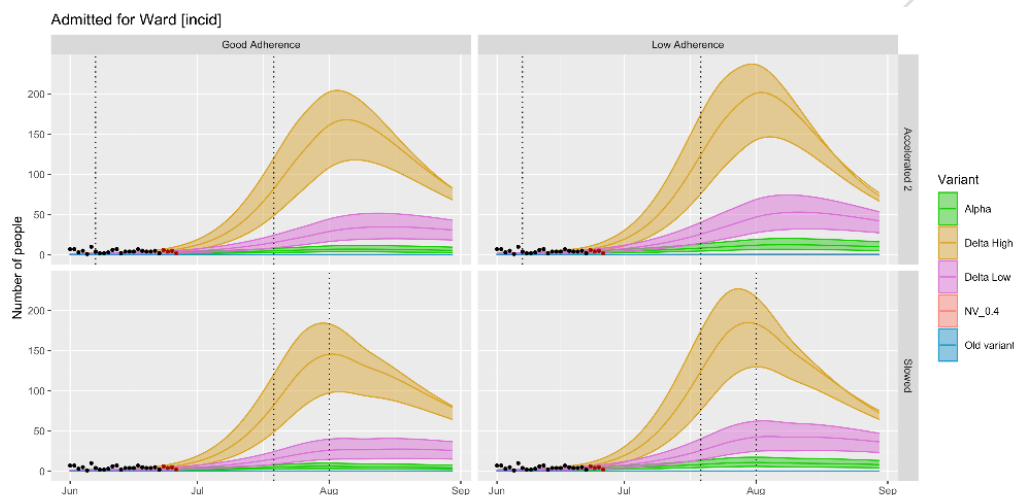 Admitted for Ward [incid]
Good Adherence
Low Adherence
Number of people
200
150
100
50
0
Accelerated 2
200
150
100
50
0
Slowed
Jun
Jul
Aug
Sep
Jun
Jul
Aug
Sep
Variant
Alpha
Delta High
Delta Low
NV_0.4
Old variant